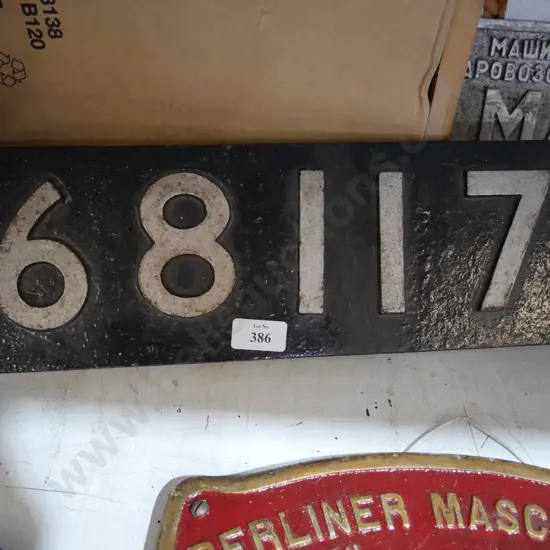 B138
B120
МАШИ
АРОВОЗО
М
68117
Lot No.
386
BERLINER MASC